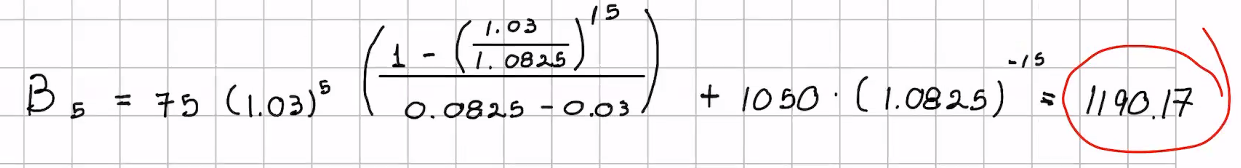 B₅ = 75 (1.03)⁵ ( (1 - (1.03/1.0825)¹⁵) / (0.0825 - 0.03) ) + 1050 · (1.0825)⁻¹⁵ = 1190.17